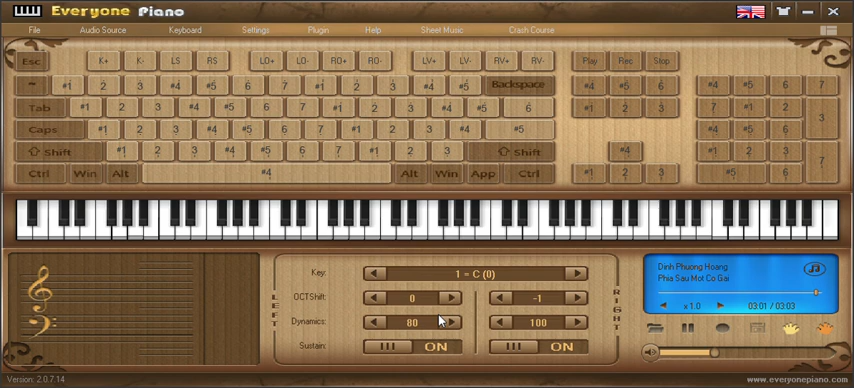 Everyone Piano
File Audio Source Keyboard Settings Plugin Help Sheet Music Crash Course
Esc K+ K- LS RS LO+ LO- RO+ RO- LV+ LV- RV+ RV- Play Rec Stop
~ #1 2 3 #4 #5 6 7 #1 2 3 #4 #5 Backspace #4 #5 6 #4 #5 6 7
Tab #1 2 3 #4 #5 6 7 1 2 3 #4 #5 6 #1 2 3 7 #1 2 3
Caps #1 2 3 #4 #5 6 7 #1 2 3 #4 #5 #4 #5 6
Shift #1 2 3 #4 #5 6 7 #1 2 3 Shift #4 #1 2 3 7
Ctrl Win Alt #4 Alt Win App Ctrl 1 2 3 #5 6
Key: 1 = C (0)
LEFT
OCTShift: 0 -1
Dynamics: 80 100
Sustain: ON ON
RIGHT
Dinh Phuong Hoang
Phia Sau Mot Co Gai
x 1.0 03:01 / 03:03
Version: 2.0.7.14 www.everyonepiano.com